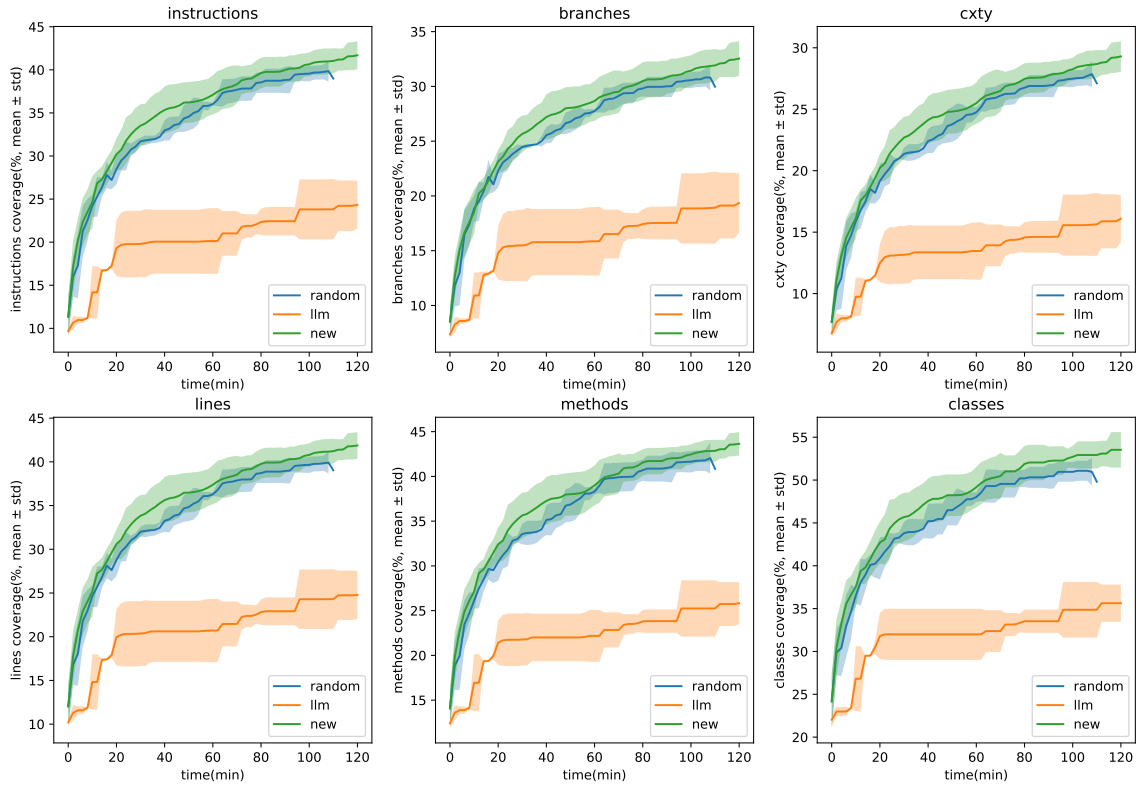 instructions
instructions coverage(%, mean ± std)
45
40
35
30
25
20
15
10
random
llm
new
0 20 40 60 80 100 120
time(min)
branches
branches coverage(%, mean ± std)
35
30
25
20
15
10
random
llm
new
0 20 40 60 80 100 120
time(min)
cxty
cxty coverage(%, mean ± std)
30
25
20
15
10
random
llm
new
0 20 40 60 80 100 120
time(min)
lines
lines coverage(%, mean ± std)
45
40
35
30
25
20
15
10
random
llm
new
0 20 40 60 80 100 120
time(min)
methods
methods coverage(%, mean ± std)
45
40
35
30
25
20
15
random
llm
new
0 20 40 60 80 100 120
time(min)
classes
classes coverage(%, mean ± std)
55
50
45
40
35
30
25
20
random
llm
new
0 20 40 60 80 100 120
time(min)